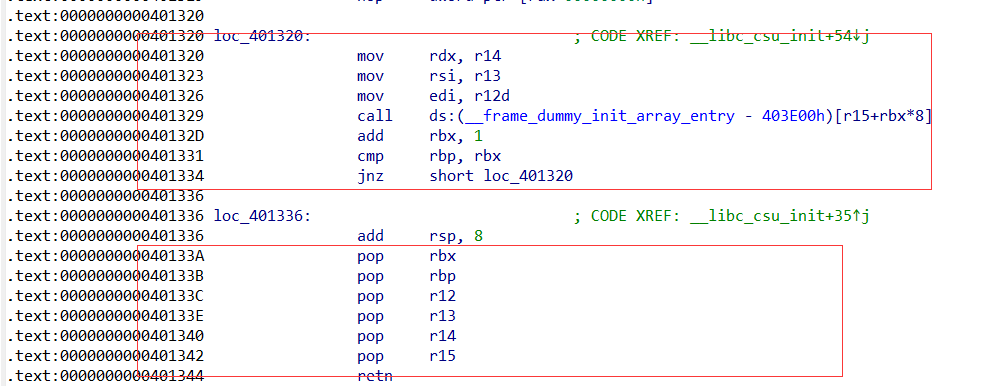 .text:0000000000401320
.text:0000000000401320 loc_401320: ; CODE XREF: __libc_csu_init+54↓j
.text:0000000000401320 mov rdx, r14
.text:0000000000401323 mov rsi, r13
.text:0000000000401326 mov edi, r12d
.text:0000000000401329 call ds:(__frame_dummy_init_array_entry - 403E00h)[r15+rbx*8]
.text:000000000040132D add rbx, 1
.text:0000000000401331 cmp rbp, rbx
.text:0000000000401334 jnz short loc_401320
.text:0000000000401336
.text:0000000000401336 loc_401336: ; CODE XREF: __libc_csu_init+35↑j
.text:0000000000401336 add rsp, 8
.text:000000000040133A pop rbx
.text:000000000040133B pop rbp
.text:000000000040133C pop r12
.text:000000000040133E pop r13
.text:0000000000401340 pop r14
.text:0000000000401342 pop r15
.text:0000000000401344 retn